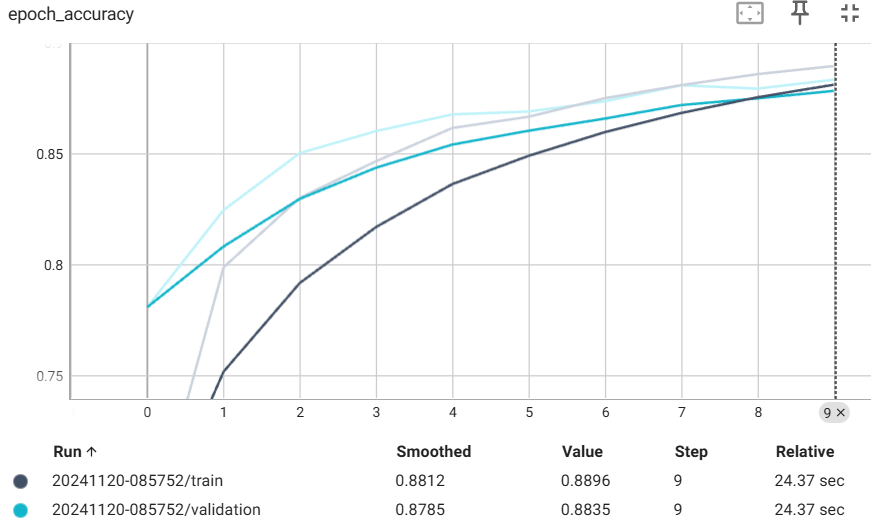 epoch_accuracy
0.9
0.85
0.8
0.75
0 1 2 3 4 5 6 7 8 9 ×
Run ↑ Smoothed Value Step Relative
20241120-085752/train 0.8812 0.8896 9 24.37 sec
20241120-085752/validation 0.8785 0.8835 9 24.37 sec